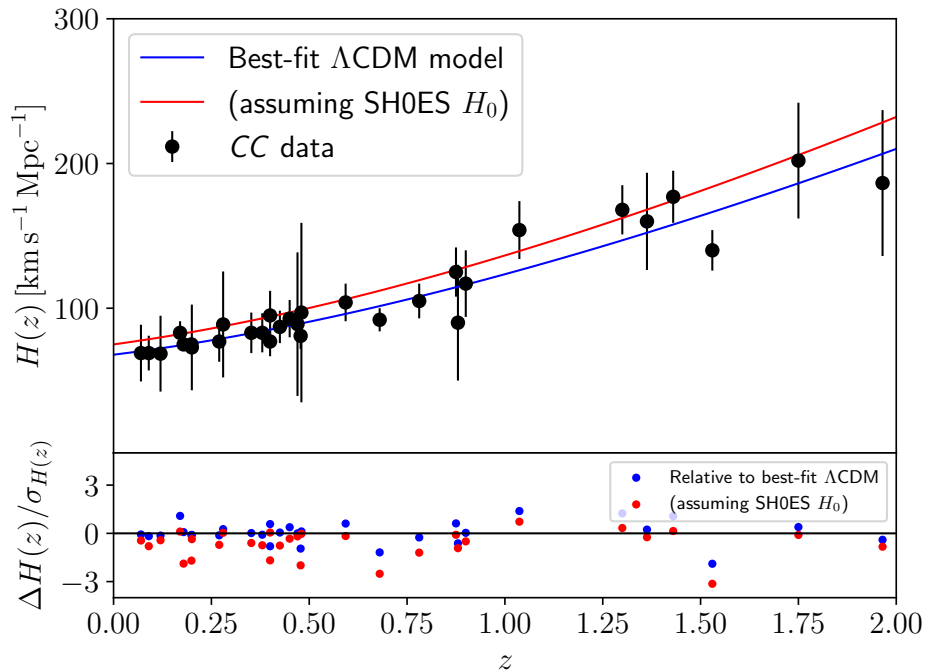 300
200
100
H(z) [km s⁻¹ Mpc⁻¹]
Best-fit ΛCDM model
(assuming SH0ES H₀)
CC data
3
0
−3
ΔH(z)/σ_{H(z)}
Relative to best-fit ΛCDM
(assuming SH0ES H₀)
0.00 0.25 0.50 0.75 1.00 1.25 1.50 1.75 2.00
z